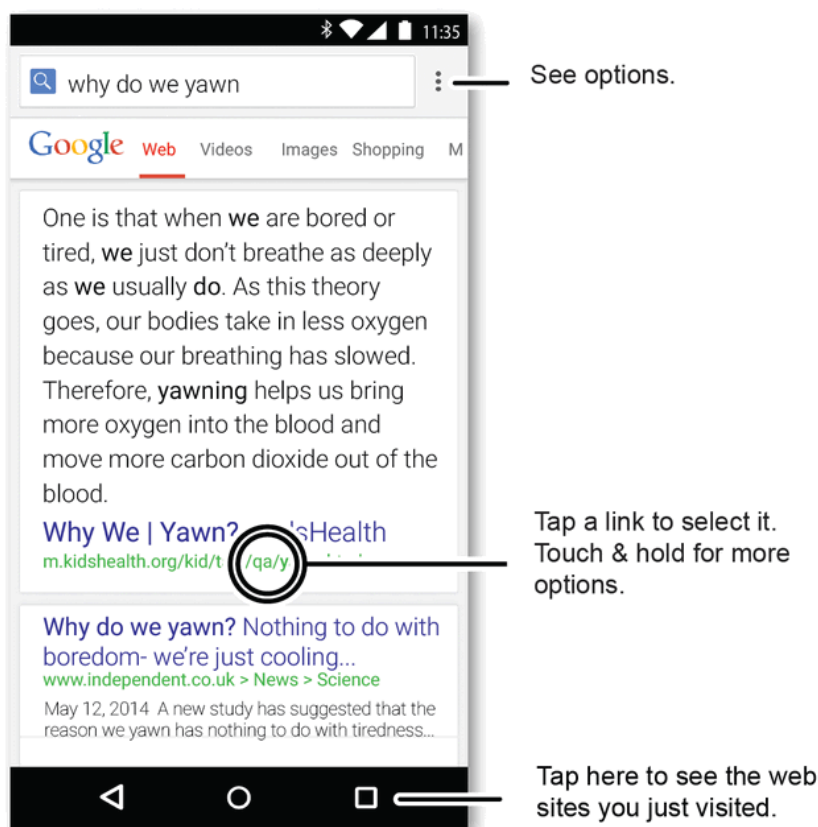 11:35
why do we yawn
See options.
Google Web Videos Images Shopping M
One is that when we are bored or
tired, we just don't breathe as deeply
as we usually do. As this theory
goes, our bodies take in less oxygen
because our breathing has slowed.
Therefore, yawning helps us bring
more oxygen into the blood and
move more carbon dioxide out of the
blood.
Why We | Yawn? sHealth
m.kidshealth.org/kid/t /qa/y
Tap a link to select it.
Touch & hold for more
options.
Why do we yawn? Nothing to do with
boredom- we're just cooling...
www.independent.co.uk > News > Science
May 12, 2014 A new study has suggested that the
reason we yawn has nothing to do with tiredness...
Tap here to see the web
sites you just visited.